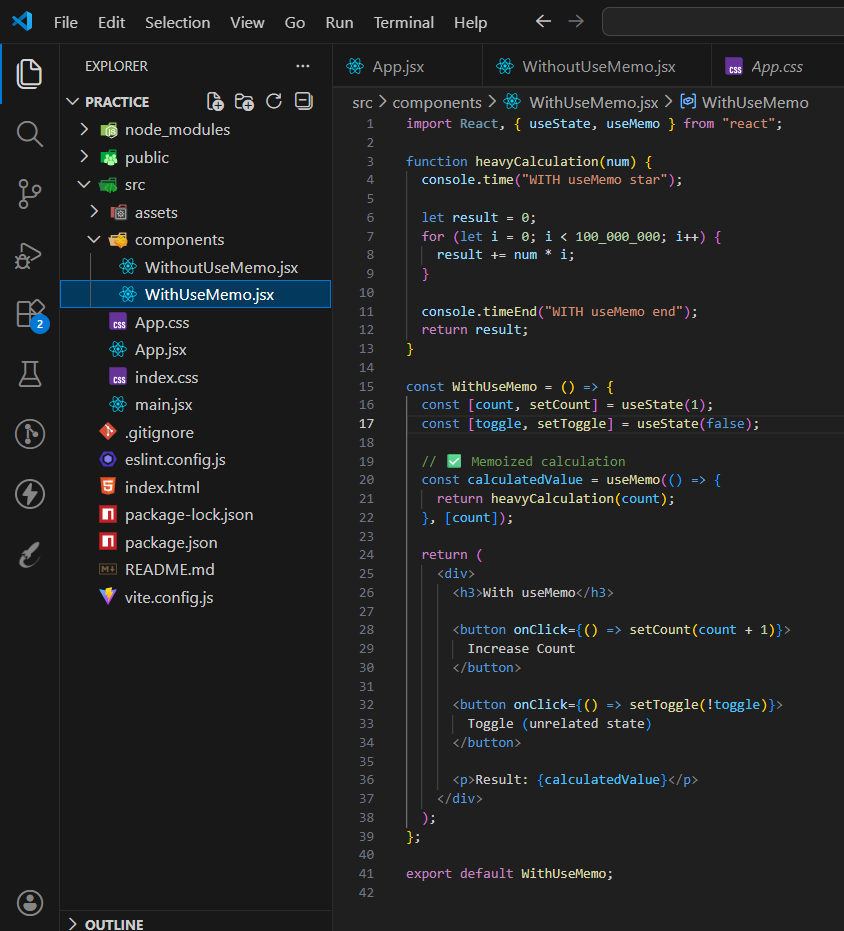 File Edit Selection View Go Run Terminal Help
EXPLORER
PRACTICE
node_modules
public
src
assets
components
WithoutUseMemo.jsx
WithUseMemo.jsx
App.css
App.jsx
index.css
main.jsx
.gitignore
eslint.config.js
index.html
package-lock.json
package.json
README.md
vite.config.js
OUTLINE
2
App.jsx WithoutUseMemo.jsx App.css
src > components > WithUseMemo.jsx > WithUseMemo
1 import React, { useState, useMemo } from "react";
2
3 function heavyCalculation(num) {
4 console.time("WITH useMemo star");
5
6 let result = 0;
7 for (let i = 0; i < 100_000_000; i++) {
8 result += num * i;
9 }
10
11 console.timeEnd("WITH useMemo end");
12 return result;
13 }
14
15 const WithUseMemo = () => {
16 const [count, setCount] = useState(1);
17 const [toggle, setToggle] = useState(false);
18
19 // ✅ Memoized calculation
20 const calculatedValue = useMemo(() => {
21 return heavyCalculation(count);
22 }, [count]);
23
24 return (
25 <div>
26 <h3>With useMemo</h3>
27
28 <button onClick={() => setCount(count + 1)}>
29 Increase Count
30 </button>
31
32 <button onClick={() => setToggle(!toggle)}>
33 Toggle (unrelated state)
34 </button>
35
36 <p>Result: {calculatedValue}</p>
37 </div>
38 );
39 };
40
41 export default WithUseMemo;
42